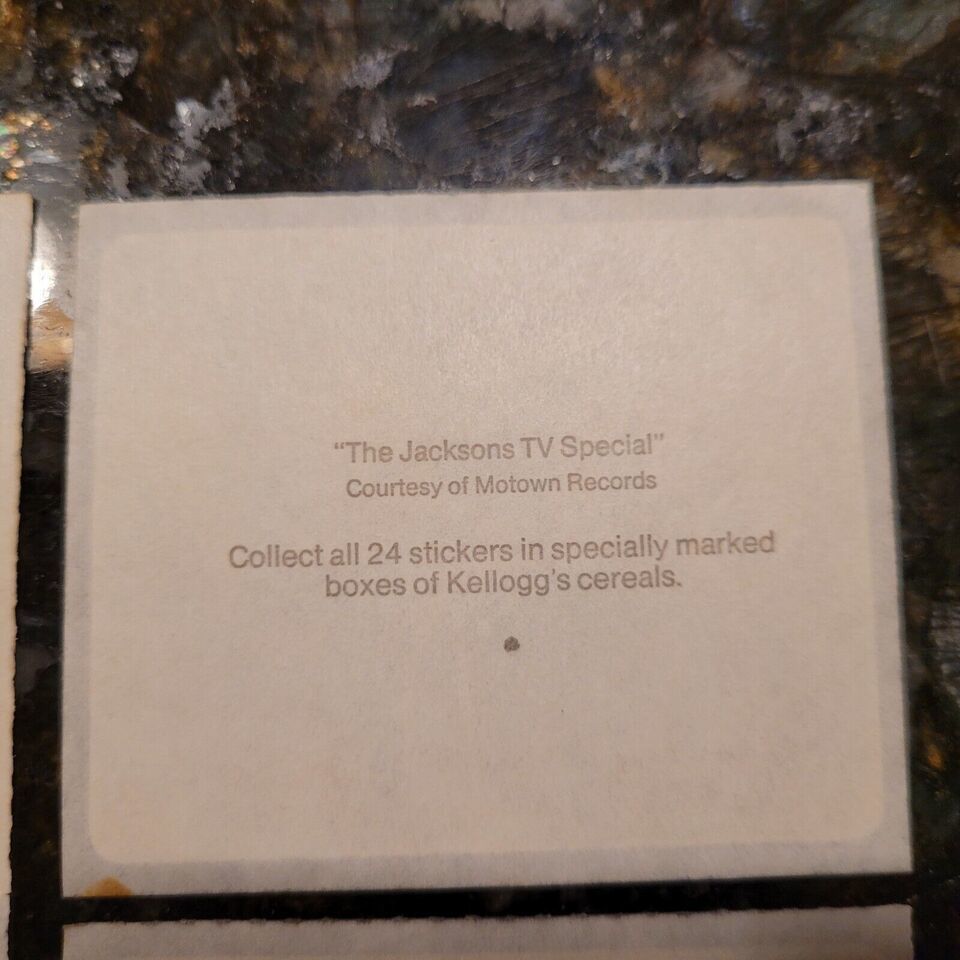 “The Jacksons TV Special”
Courtesy of Motown Records
Collect all 24 stickers in specially marked
boxes of Kellogg's cereals.